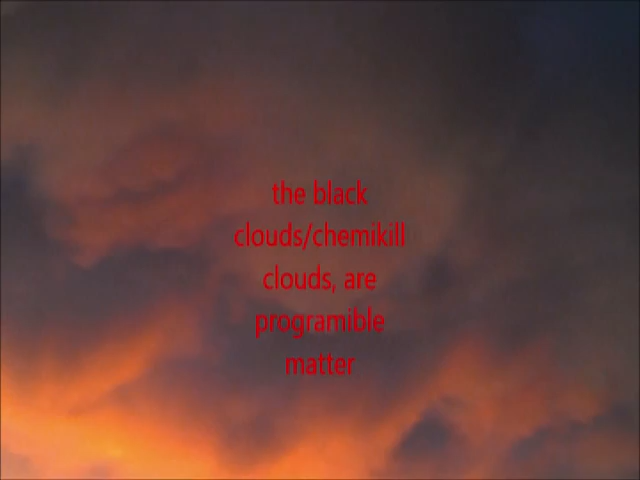 the black
clouds/chemikill
clouds, are
programible
matter